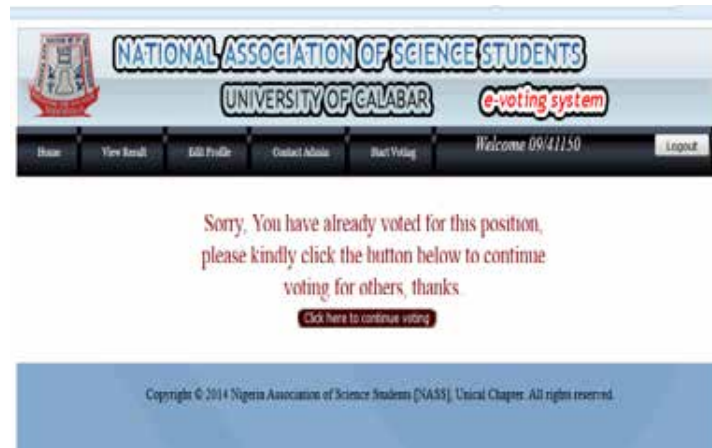 NATIONAL ASSOCIATION OF SCIENCE STUDENTS
UNIVERSITY OF CALABAR e-voting system
Home View Result Edit Profile Contact Admin Start Voting Welcome 09/41150 Logout
Sorry, You have already voted for this position,
please kindly click the button below to continue
voting for others, thanks
Click here to continue voting
Copyright © 2014 Nigeria Association of Science Students [NASS], Unical Chapter. All rights reserved.